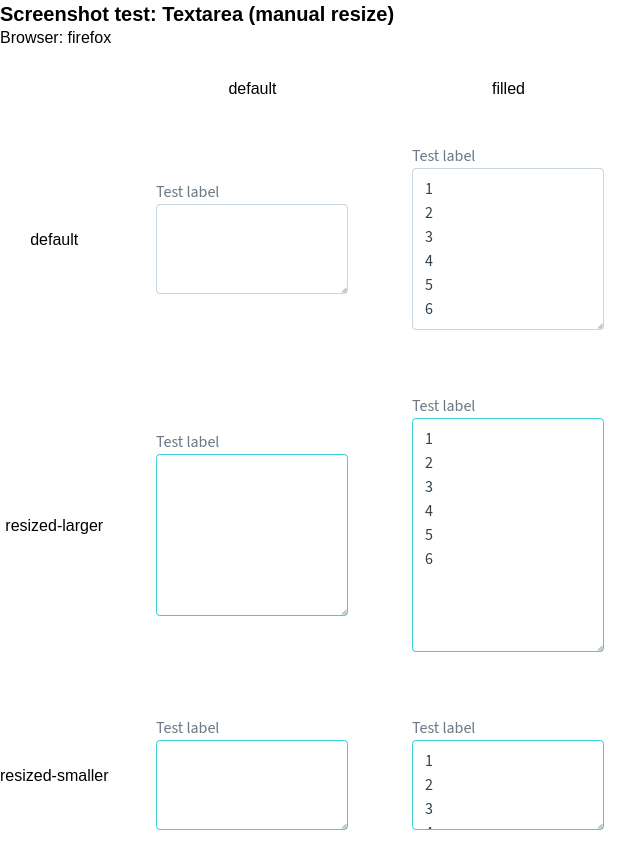 Screenshot test: Textarea (manual resize)
Browser: firefox
default filled
default
Test label
Test label
1
2
3
4
5
6
resized-larger
Test label
Test label
1
2
3
4
5
6
resized-smaller
Test label
Test label
1
2
3